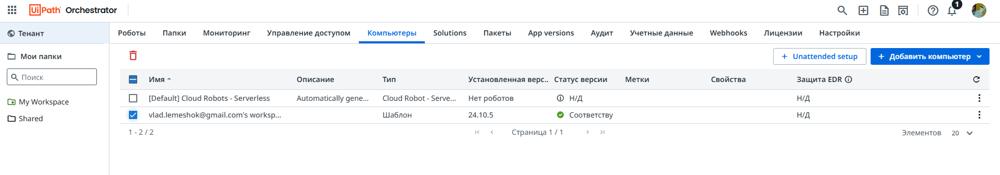 UiPath Orchestrator
1
Тенант
Роботы Папки Мониторинг Управление доступом Компьютеры Solutions Пакеты App versions Аудит Учетные данные Webhooks Лицензии Настройки
Мои папки
Поиск
My Workspace
Shared
+ Unattended setup + Добавить компьютер
Имя Описание Тип Установленная верс.. Статус версии Метки Свойства Защита EDR
[Default] Cloud Robots - Serverless Automatically gene... Cloud Robot - Serve... Нет роботов Н/Д Н/Д
vlad.lemeshok@gmail.com's worksp... Шаблон 24.10.5 Соответству Н/Д
1 - 2 / 2 Страница 1 / 1 Элементов 20